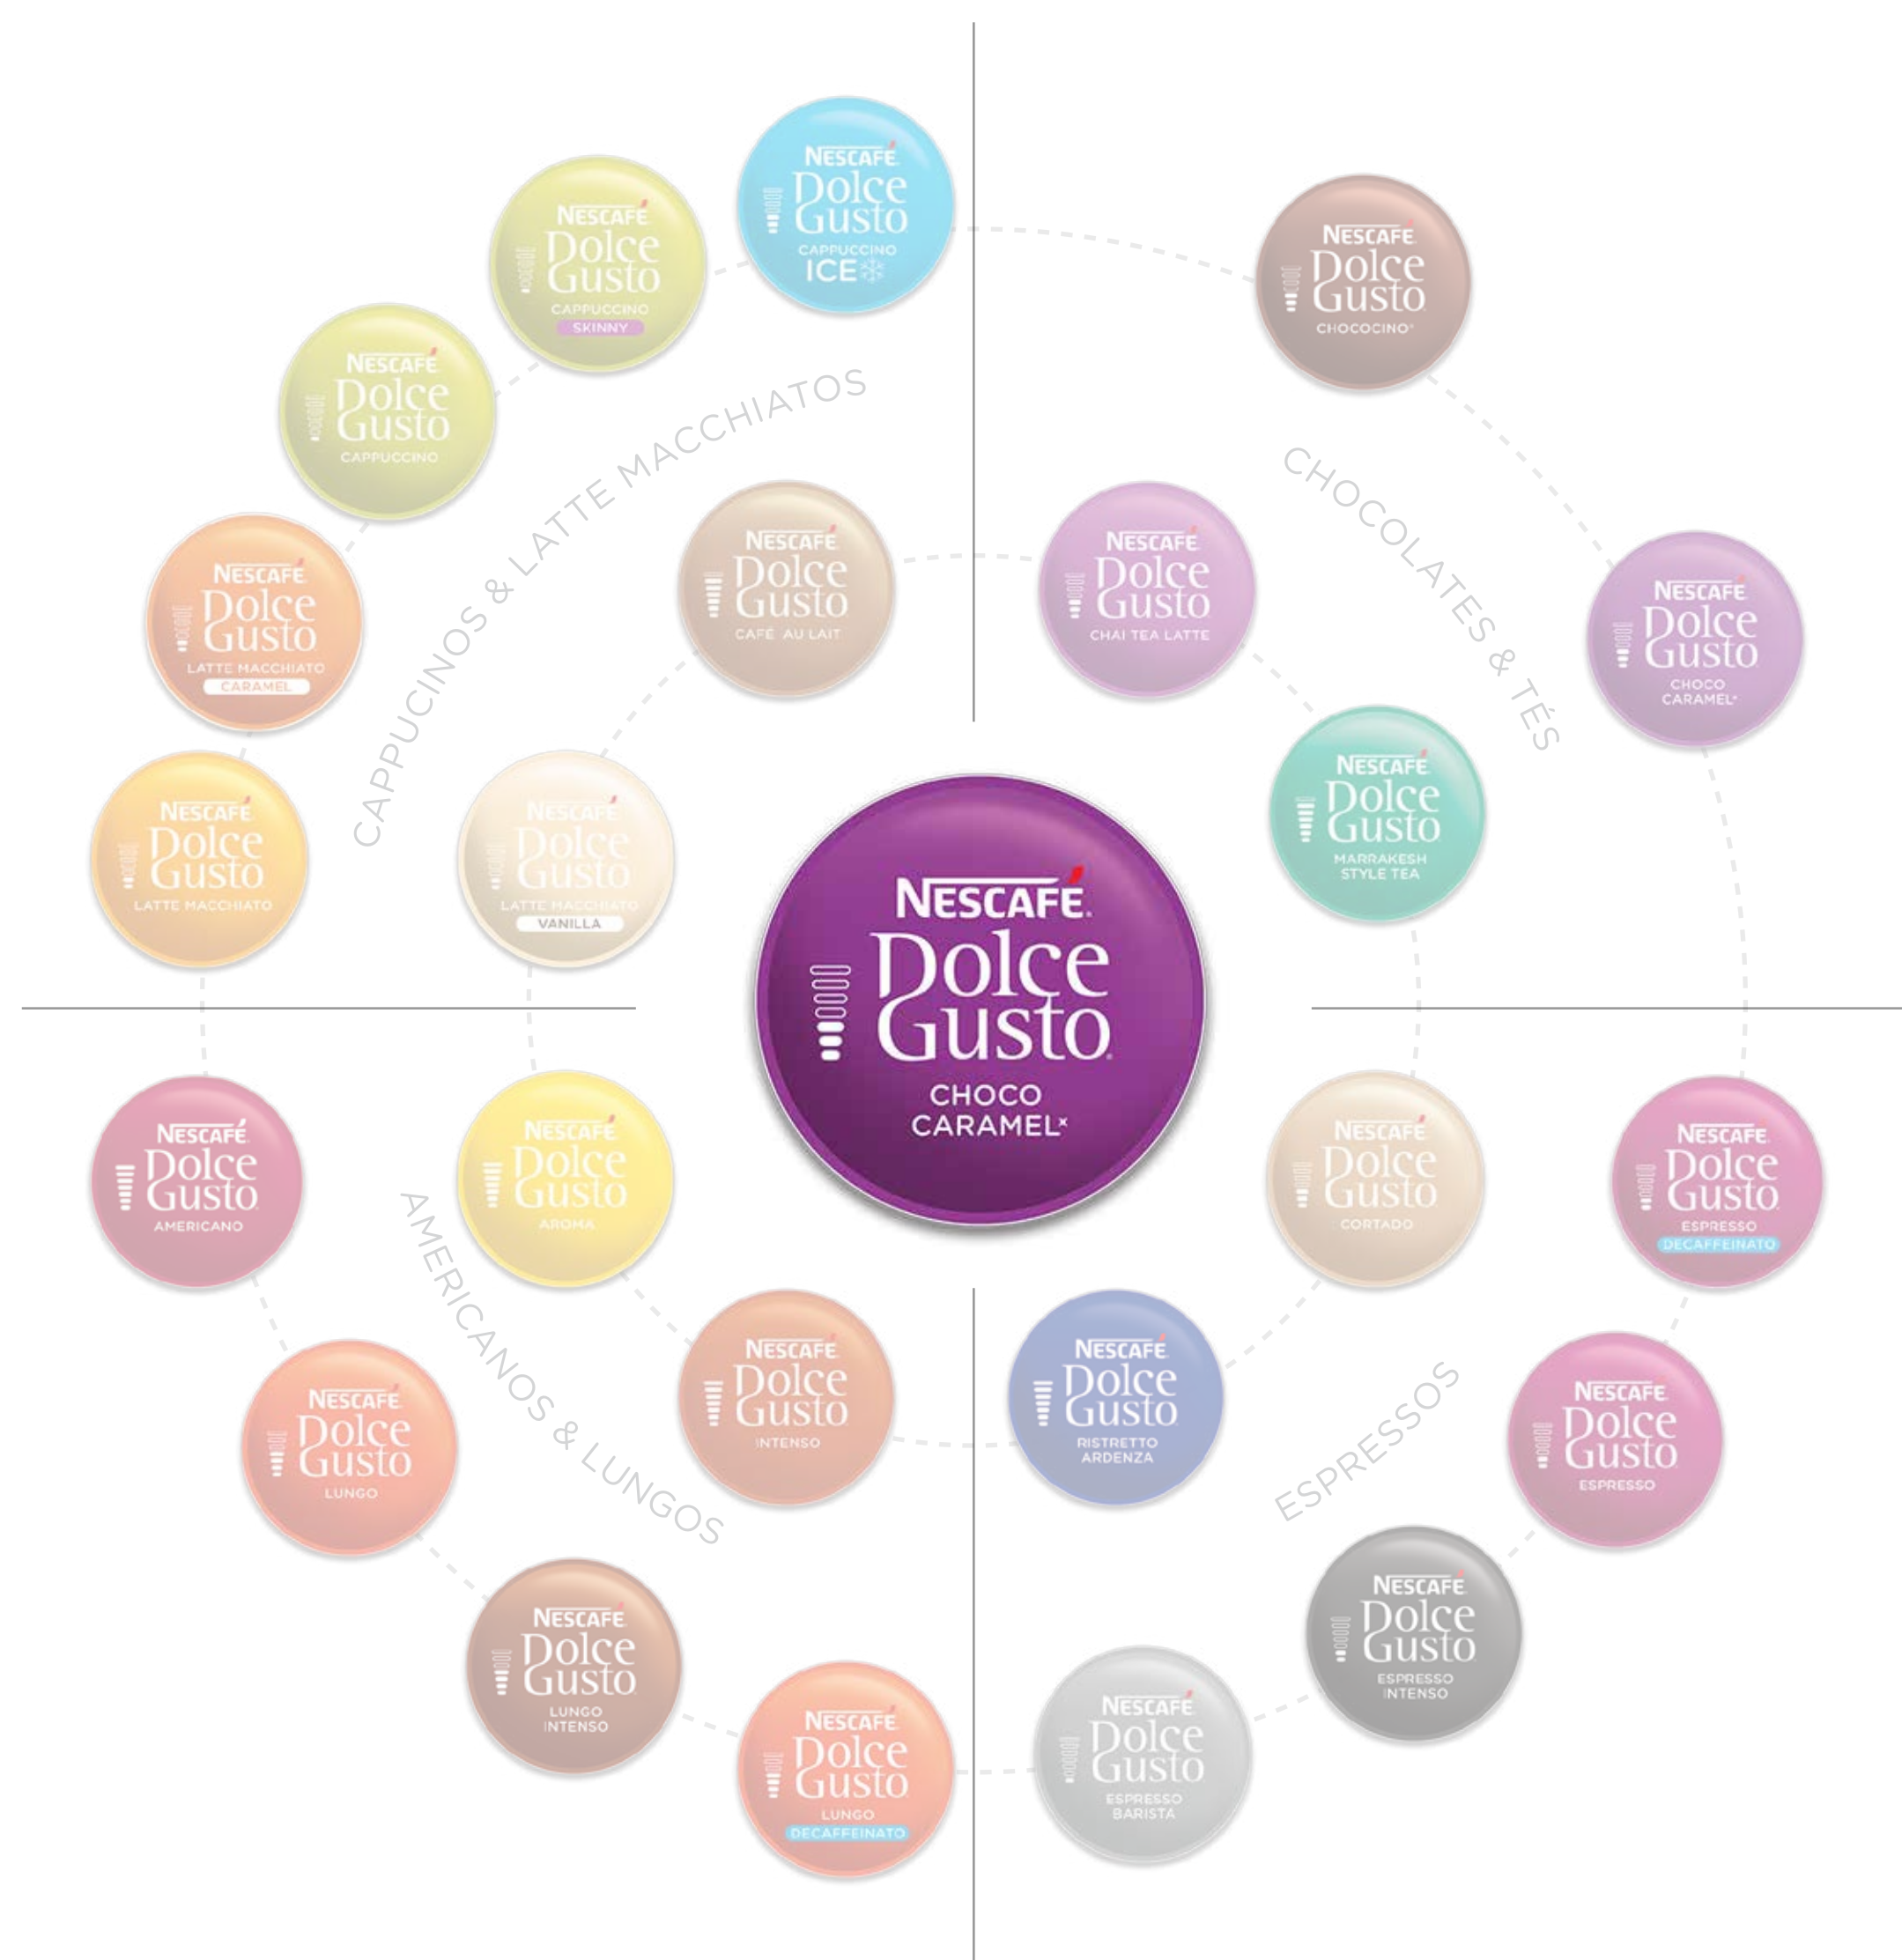 NESCAFÉ.
Dolce
Gusto
CAPPUCCINO
ICE
NESCAFÉ
Dolce
Gusto
CAPPUCCINO
SKINNY
NESCAFÉ
Dolce
Gusto
CAPPUCCINO
NESCAFÉ
Dolce
Gusto
LATTE MACCHIATO
CARAMEL
NESCAFÉ
Dolce
Gusto
LATTE MACCHIATO
CAPPUCINOS & LATTE MACCHIATOS
NESCAFÉ
Dolce
Gusto
CAFÉ AU LAIT
NESCAFÉ
Dolce
Gusto
LATTE MACCHIATO
VANILLA
NESCAFÉ
Dolce
Gusto
CHOCOCINO*
NESCAFÉ
Dolce
Gusto
CHOCO
CARAMEL*
CHOCOLATES & TÉS
NESCAFÉ
Dolce
Gusto
CHAI TEA LATTE
NESCAFÉ
Dolce
Gusto
MARRAKESH
STYLE TEA
NESCAFÉ.
Dolce
Gusto
CHOCO
CARAMEL*
NESCAFÉ
Dolce
Gusto
AMERICANO
NESCAFÉ
Dolce
Gusto
LUNGO
NESCAFÉ
Dolce
Gusto
LUNGO
INTENSO
NESCAFÉ
Dolce
Gusto
LUNGO
DECAFFEINATO
AMERICANOS & LUNGOS
NESCAFÉ
Dolce
Gusto
AROMA
NESCAFÉ
Dolce
Gusto
INTENSO
NESCAFÉ
Dolce
Gusto
CORTADO
NESCAFÉ
Dolce
Gusto
RISTRETTO
ARDENZA
ESPRESSOS
NESCAFÉ
Dolce
Gusto
ESPRESSO
DECAFFEINATO
NESCAFÉ
Dolce
Gusto
ESPRESSO
NESCAFÉ
Dolce
Gusto
ESPRESSO
INTENSO
NESCAFÉ
Dolce
Gusto
ESPRESSO
BARISTA